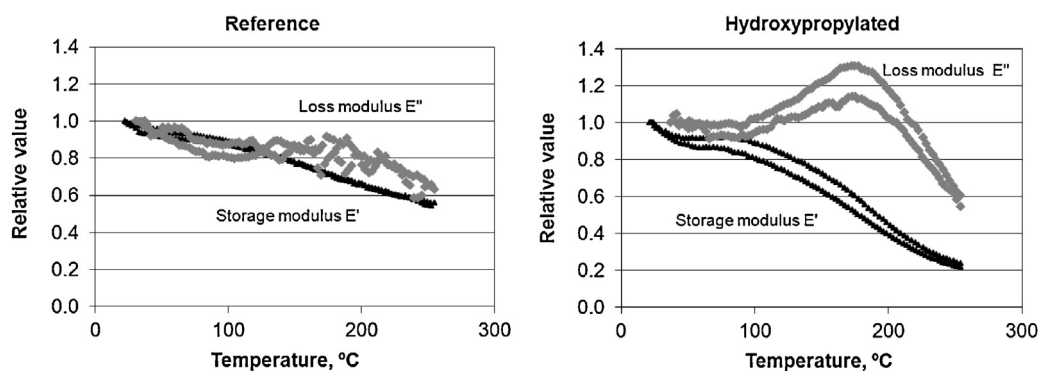 Reference
1.4
1.2
1.0
0.8
0.6
0.4
0.2
0.0
Relative value
Loss modulus E"
Storage modulus E'
0
100
200
300
Temperature, ºC
Hydroxypropylated
1.4
1.2
1.0
0.8
0.6
0.4
0.2
0.0
Relative value
Loss modulus E"
Storage modulus E'
0
100
200
300
Temperature, ºC